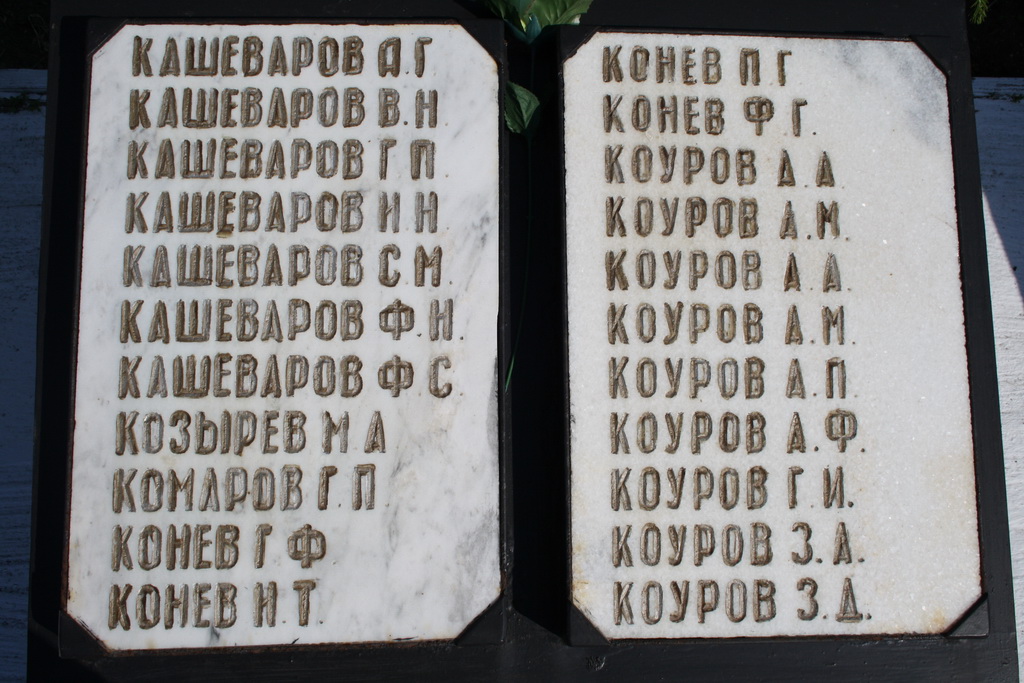 КАШЕВАРОВ А.Г
КАШЕВАРОВ В.Н
КАШЕВАРОВ Г П
КАШЕВАРОВ И Н
КАШЕВАРОВ С М.
КАШЕВАРОВ Ф.Н.
КАШЕВАРОВ Ф С
КОЗЫРЕВ М А
КОМАРОВ Г.П
КОНЕВ Г Ф
КОНЕВ Н.Т.
КОНЕВ П Г
КОНЕВ Ф Г.
КОУРОВ А А.
КОУРОВ А.М.
КОУРОВ А А.
КОУРОВ А.М.
КОУРОВ А.П.
КОУРОВ А.Ф.
КОУРОВ Г.И.
КОУРОВ З.А.
КОУРОВ З.Д.